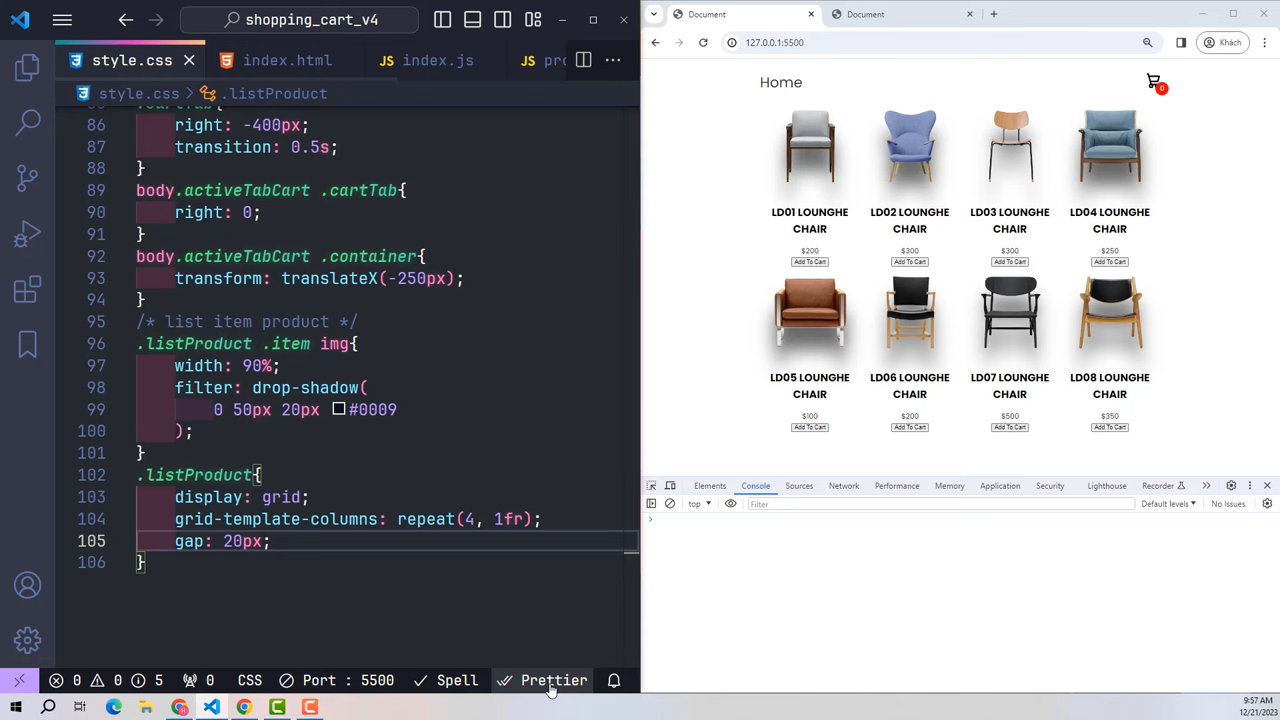 shopping_cart_v4
style.css
index.html
JS index.js
JS pro
style.css > .listProduct
86 right: -400px;
87 transition: 0.5s;
88 }
89 body.activeTabCart .cartTab{
90 right: 0;
91 }
92 body.activeTabCart .container{
93 transform: translateX(-250px);
94 }
95 /* list item product */
96 .listProduct .item img{
97 width: 90%;
98 filter: drop-shadow(
99 0 50px 20px #0009
100 );
101 }
102 .listProduct{
103 display: grid;
104 grid-template-columns: repeat(4, 1fr);
105 gap: 20px;
106 }
0 0 5 0 CSS Port : 5500 Spell Prettier
Document
Document
127.0.0.1:5500
Khách
Home
0
LD01 LOUNGHE CHAIR
$200
Add To Cart
LD02 LOUNGHE CHAIR
$300
Add To Cart
LD03 LOUNGHE CHAIR
$300
Add To Cart
LD04 LOUNGHE CHAIR
$250
Add To Cart
LD05 LOUNGHE CHAIR
$100
Add To Cart
LD06 LOUNGHE CHAIR
$200
Add To Cart
LD07 LOUNGHE CHAIR
$500
Add To Cart
LD08 LOUNGHE CHAIR
$350
Add To Cart
Elements Console Sources Network Performance Memory Application Security Lighthouse Recorder
top Filter Default levels No Issues
9:57 AM
12/21/2023